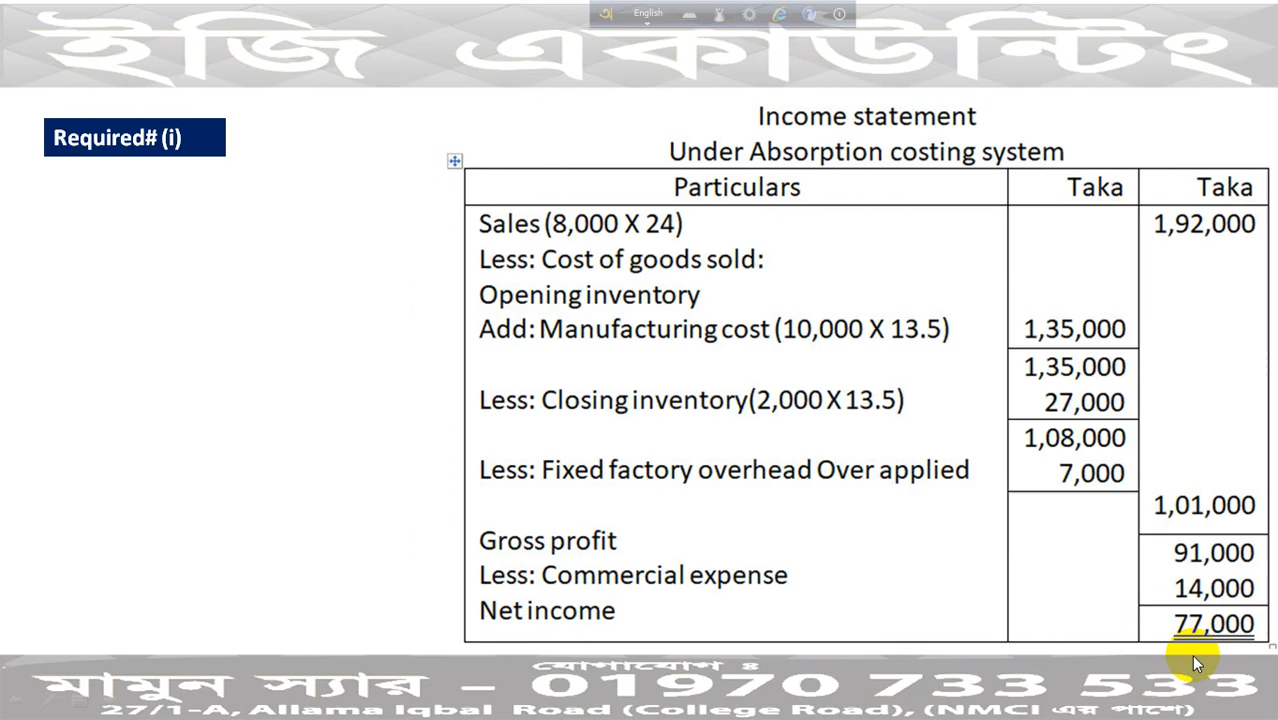 English
ইজি একাউন্টিং
Required# (i)
Income statement
Under Absorption costing system
Particulars Taka Taka
Sales (8,000 X 24) 1,92,000
Less: Cost of goods sold:
Opening inventory
Add: Manufacturing cost (10,000 X 13.5) 1,35,000
1,35,000
Less: Closing inventory(2,000 X 13.5) 27,000
1,08,000
Less: Fixed factory overhead Over applied 7,000
1,01,000
Gross profit 91,000
Less: Commercial expense 14,000
Net income 77,000
যোগাযোগ ঃ
মামুন স্যার - 01970 733 533
27/1-A, Allama Iqbal Road (College Road), (NMCI এর পাশে)